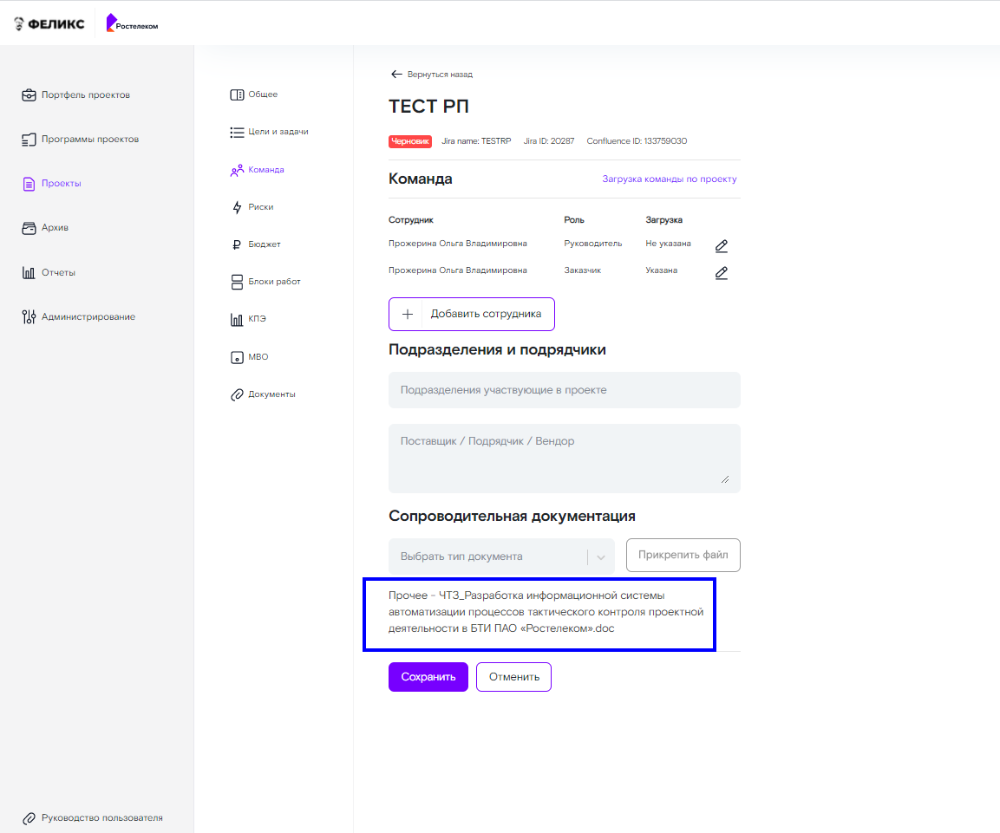 ФЕЛИКС
Ростелеком
Портфель проектов
Программы проектов
Проекты
Архив
Отчеты
Администрирование
Руководство пользователя
Общее
Цели и задачи
Команда
Риски
Бюджет
Блоки работ
КПЭ
МВО
Документы
Вернуться назад
ТЕСТ РП
Черновик Jira name: TESTRP Jira ID: 20287 Confluence ID: 133759030
Команда Загрузка команды по проекту
Сотрудник Роль Загрузка
Прожерина Ольга Владимировна Руководитель Не указана
Прожерина Ольга Владимировна Заказчик Указана
Добавить сотрудника
Подразделения и подрядчики
Подразделения участвующие в проекте
Поставщик / Подрядчик / Вендор
Сопроводительная документация
Выбрать тип документа Прикрепить файл
Прочее - ЧТЗ_Разработка информационной системы
автоматизации процессов тактического контроля проектной
деятельности в БТИ ПАО «Ростелеком».doc
Сохранить Отменить